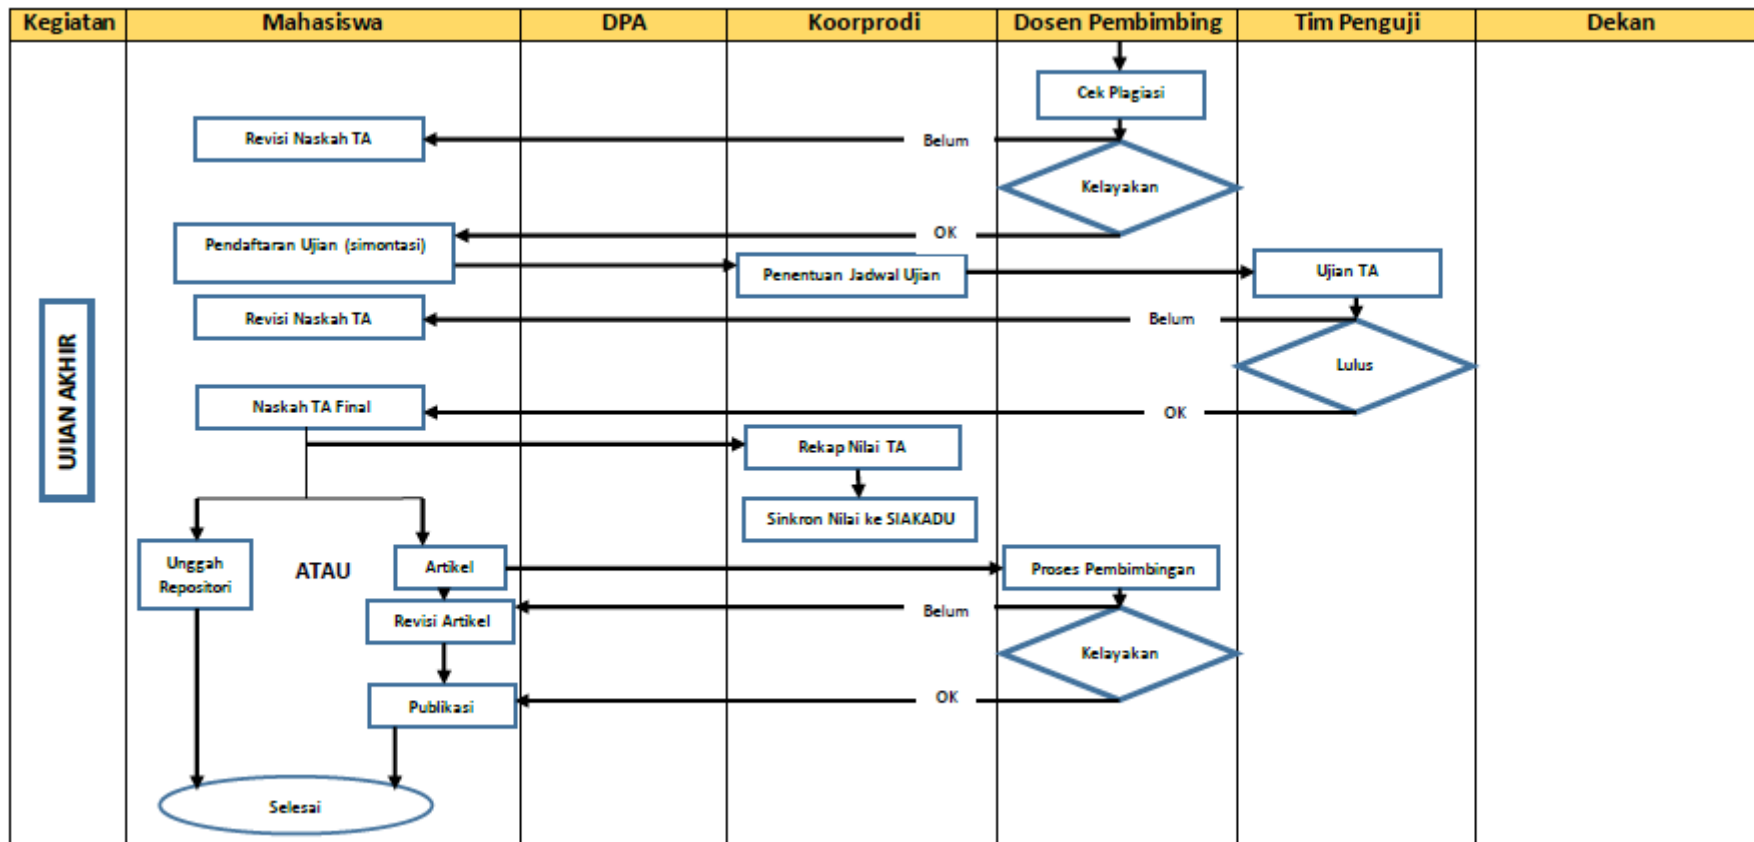 Kegiatan
Mahasiswa
DPA
Koorprodi
Dosen Pembimbing
Tim Penguji
Dekan
UJIAN AKHIR
Cek Plagiasi
Revisi Naskah TA
Belum
Kelayakan
OK
Pendaftaran Ujian (simontasi)
Penentuan Jadwal Ujian
Ujian TA
Revisi Naskah TA
Belum
Lulus
Naskah TA Final
OK
Rekap Nilai TA
Sinkron Nilai ke SIAKADU
Unggah
Repositori
ATAU
Artikel
Proses Pembimbingan
Revisi Artikel
Belum
Kelayakan
Publikasi
OK
Selesai